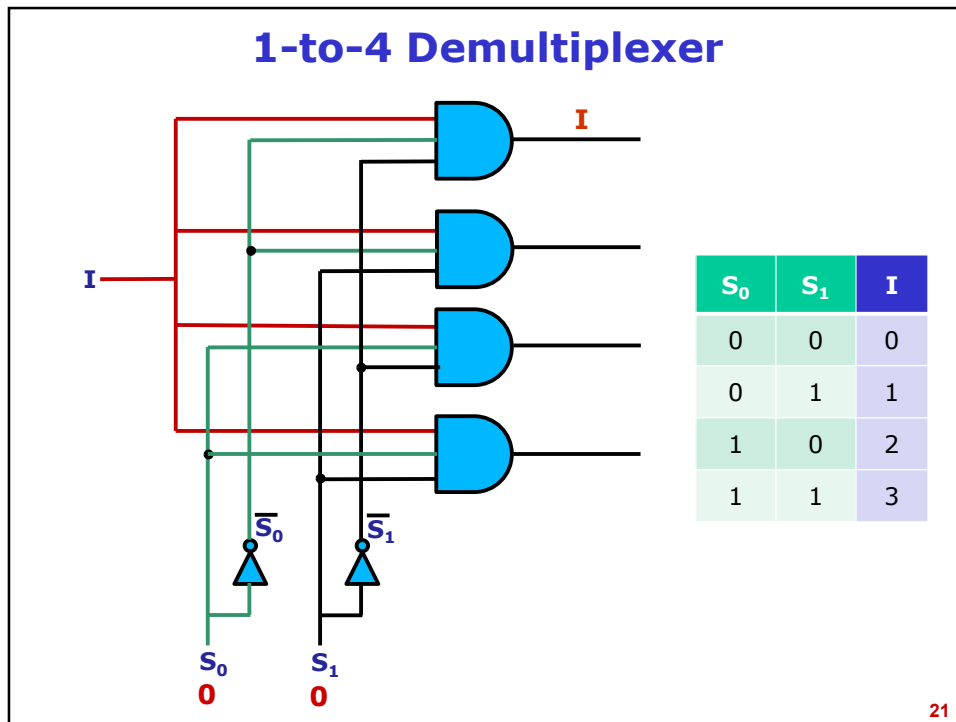 1-to-4 Demultiplexer
I
I
S₀ S₁ I
0 0 0
0 1 1
1 0 2
1 1 3
S̅₀ S̅₁
S₀ S₁
0 0
21